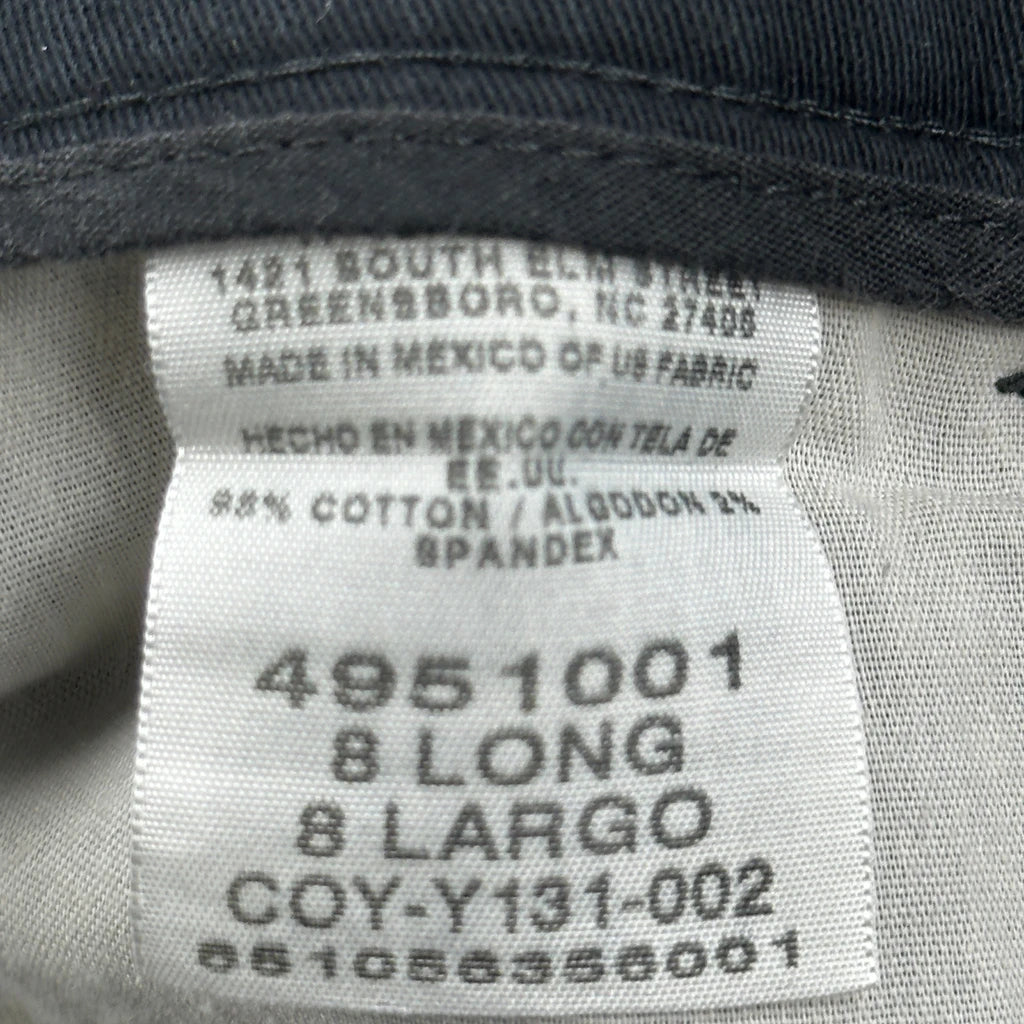 1421 SOUTH ELM STREET
GREENSBORO, NC 27406
MADE IN MEXICO OF US FABRIC
HECHO EN MEXICO CON TELA DE
EE.UU.
98% COTTON / ALGODON 2%
SPANDEX
4951001
8 LONG
8 LARGO
COY-Y131-002